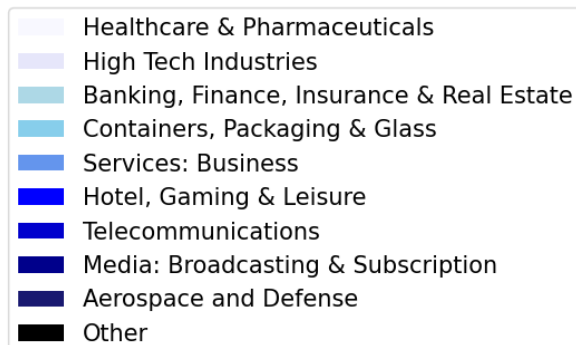 Healthcare & Pharmaceuticals
High Tech Industries
Banking, Finance, Insurance & Real Estate
Containers, Packaging & Glass
Services: Business
Hotel, Gaming & Leisure
Telecommunications
Media: Broadcasting & Subscription
Aerospace and Defense
Other